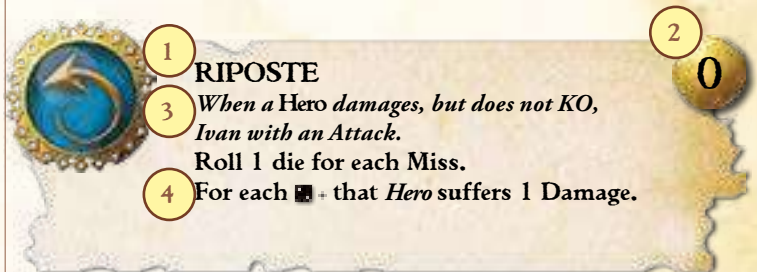 1
2
RIPOSTE
0
3
When a Hero damages, but does not KO,
Ivan with an Attack.
Roll 1 die for each Miss.
4
For each + that Hero suffers 1 Damage.